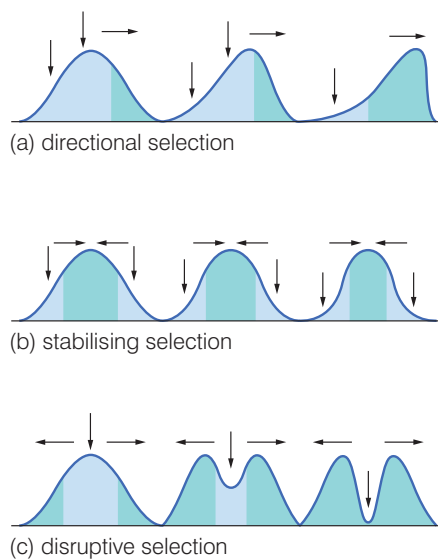 (a) directional selection
(b) stabilising selection
(c) disruptive selection